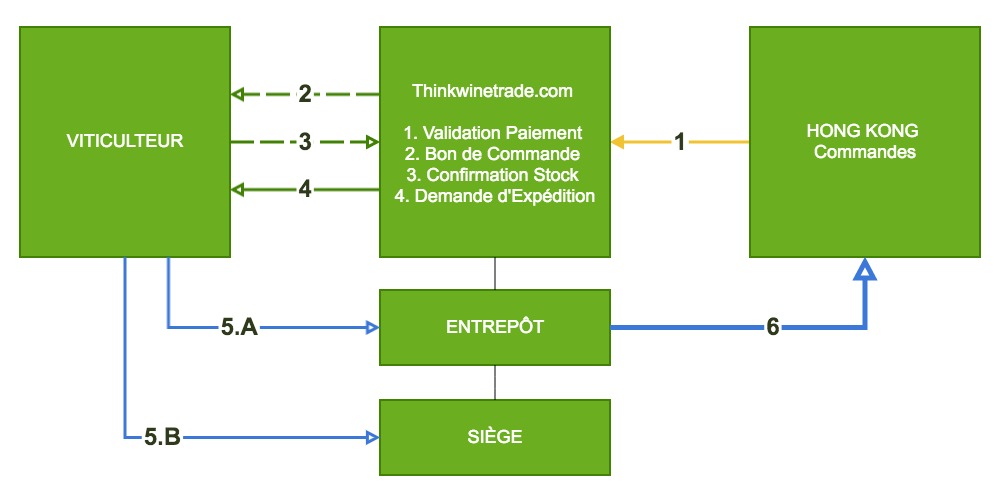 VITICULTEUR
2
3
4
Thinkwinetrade.com
1. Validation Paiement
2. Bon de Commande
3. Confirmation Stock
4. Demande d'Expédition
1
HONG KONG
Commandes
5.A
ENTREPÔT
6
5.B
SIÈGE